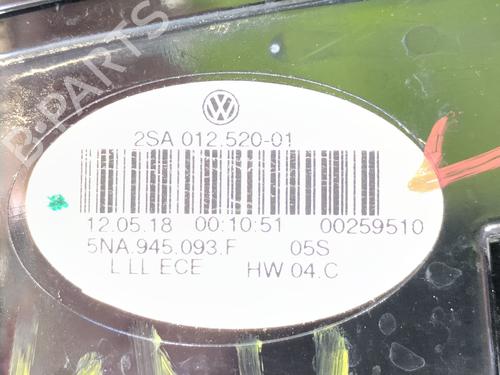 B-PARTS
2SA 012.520-01
12.05.18 00:10:51 00259510
5NA.945.093.F 05S
L LL ECE HW 04.C